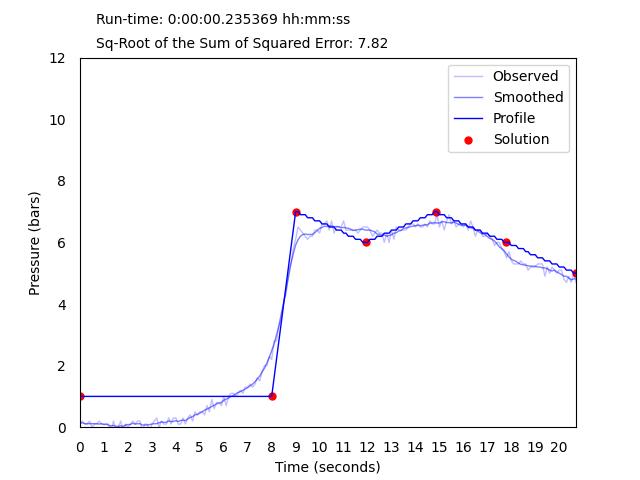 Run-time: 0:00:00.235369 hh:mm:ss
Sq-Root of the Sum of Squared Error: 7.82
12
10
8
6
4
2
0
Pressure (bars)
Observed
Smoothed
Profile
Solution
0 1 2 3 4 5 6 7 8 9 10 11 12 13 14 15 16 17 18 19 20
Time (seconds)